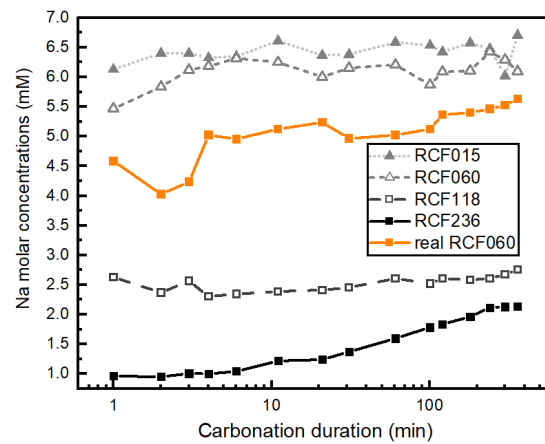 Na molar concentrations (mM)
7.0
6.5
6.0
5.5
5.0
4.5
4.0
3.5
3.0
2.5
2.0
1.5
1.0
RCF015
RCF060
RCF118
RCF236
real RCF060
1
10
100
Carbonation duration (min)